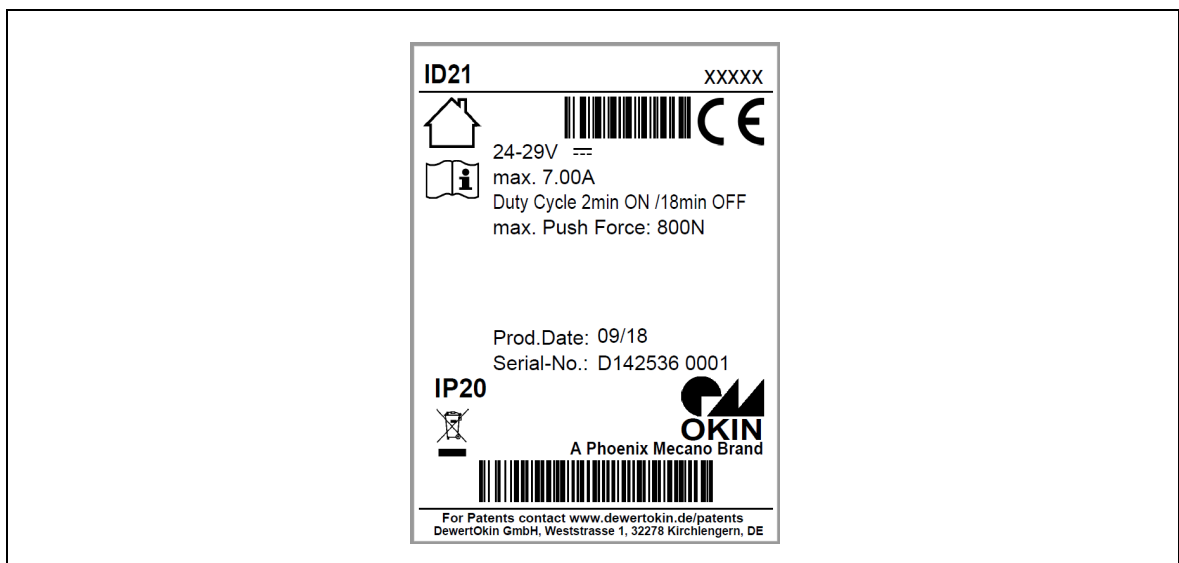 ID21 XXXXX
CE
24-29V ⎓
max. 7.00A
Duty Cycle 2min ON /18min OFF
max. Push Force: 800N
Prod.Date: 09/18
Serial-No.: D142536 0001
IP20
OKIN
A Phoenix Mecano Brand
For Patents contact www.dewertokin.de/patents
DewertOkin GmbH, Weststrasse 1, 32278 Kirchlengern, DE